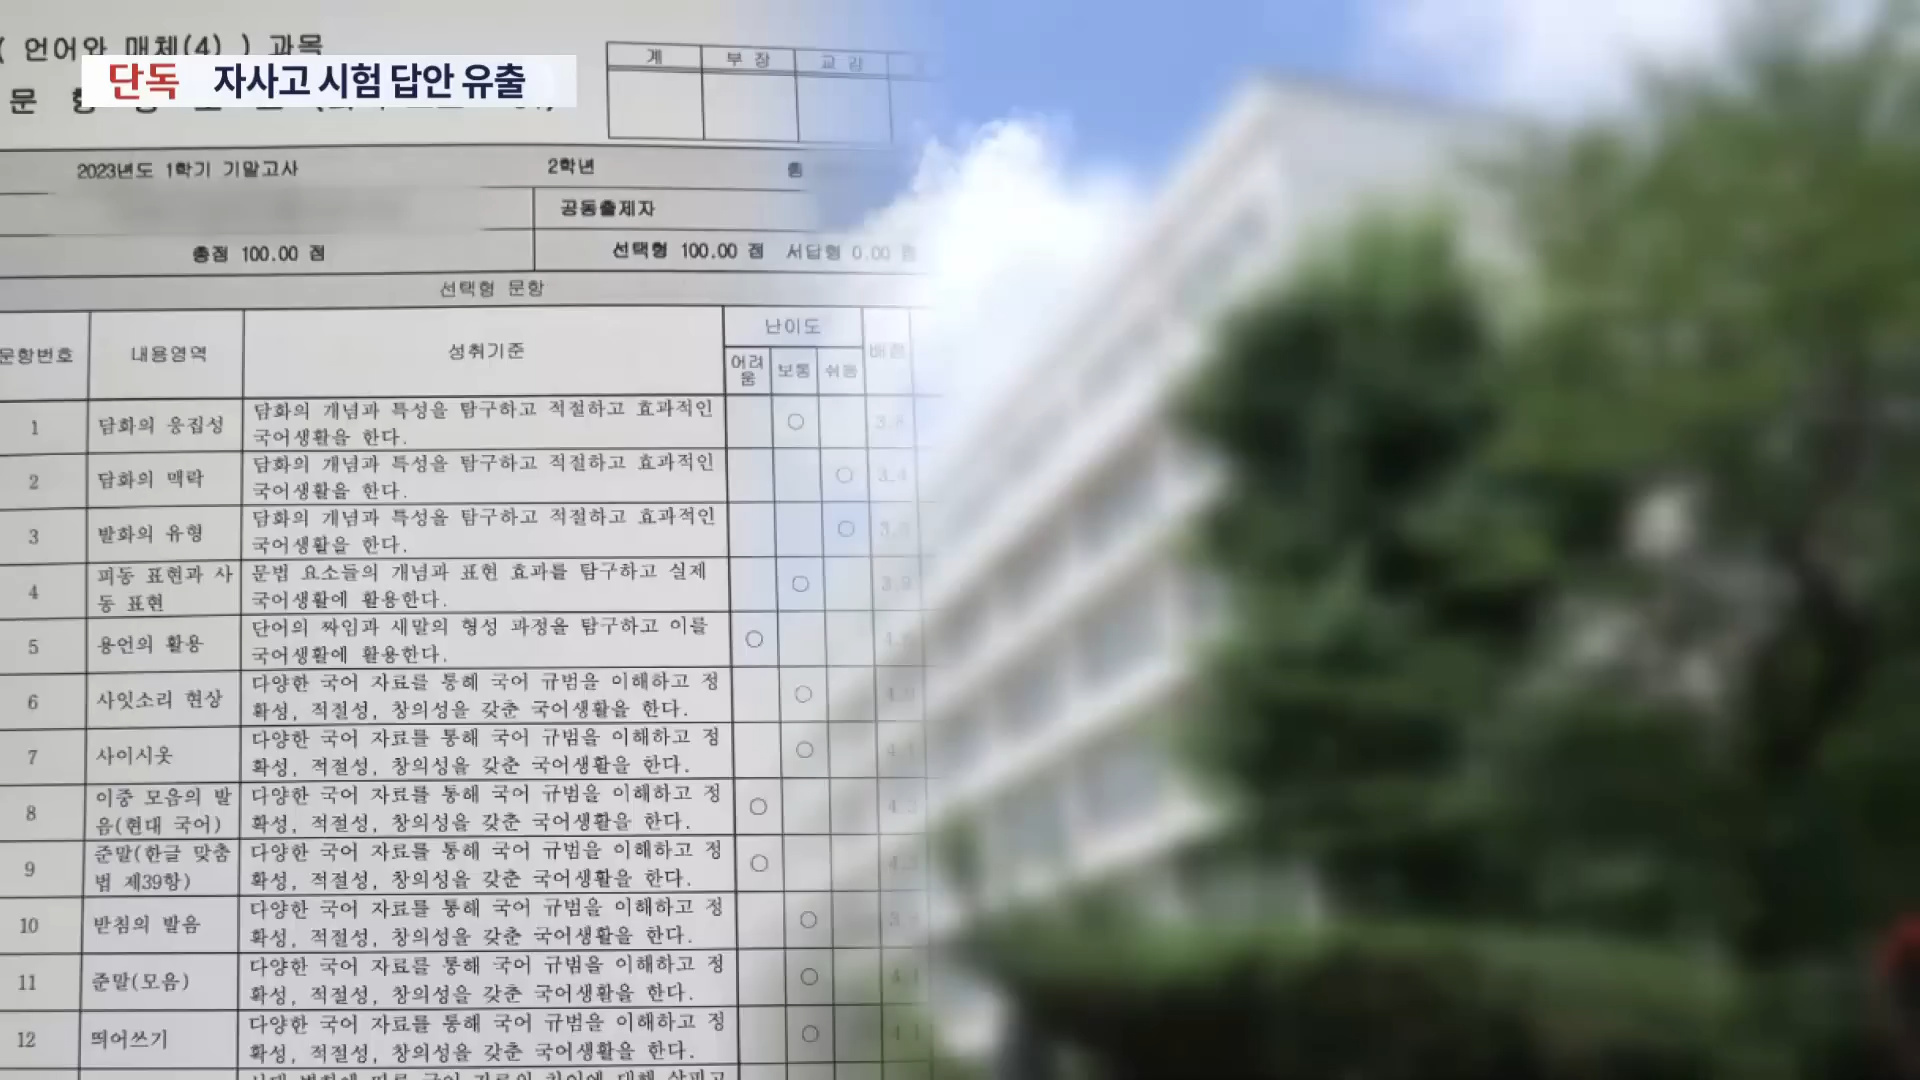 ( 언어와 매체(4) ) 과목
단독 자사고 시험 답안 유출
문 항
계 부장 교감
2023년도 1학기 기말고사 2학년
공동출제자
총점 100.00 점 선택형 100.00 점 서답형 0.00 점
선택형 문항
문항번호 내용영역 성취기준 난이도
어려움 보통 쉬움
1 담화의 응집성 담화의 개념과 특성을 탐구하고 적절하고 효과적인 국어생활을 한다. ○
2 담화의 맥락 담화의 개념과 특성을 탐구하고 적절하고 효과적인 국어생활을 한다. ○ 3.4
3 발화의 유형 담화의 개념과 특성을 탐구하고 적절하고 효과적인 국어생활을 한다. ○
4 피동 표현과 사동 표현 문법 요소들의 개념과 표현 효과를 탐구하고 실제 국어생활에 활용한다. ○
5 용언의 활용 단어의 짜임과 새말의 형성 과정을 탐구하고 이를 국어생활에 활용한다. ○
6 사잇소리 현상 다양한 국어 자료를 통해 국어 규범을 이해하고 정확성, 적절성, 창의성을 갖춘 국어생활을 한다. ○
7 사이시옷 다양한 국어 자료를 통해 국어 규범을 이해하고 정확성, 적절성, 창의성을 갖춘 국어생활을 한다. ○
8 이중 모음의 발음(현대 국어) 다양한 국어 자료를 통해 국어 규범을 이해하고 정확성, 적절성, 창의성을 갖춘 국어생활을 한다. ○
9 준말(한글 맞춤법 제39항) 다양한 국어 자료를 통해 국어 규범을 이해하고 정확성, 적절성, 창의성을 갖춘 국어생활을 한다. ○
10 받침의 발음 다양한 국어 자료를 통해 국어 규범을 이해하고 정확성, 적절성, 창의성을 갖춘 국어생활을 한다. ○
11 준말(모음) 다양한 국어 자료를 통해 국어 규범을 이해하고 정확성, 적절성, 창의성을 갖춘 국어생활을 한다. ○
12 띄어쓰기 다양한 국어 자료를 통해 국어 규범을 이해하고 정확성, 적절성, 창의성을 갖춘 국어생활을 한다. ○